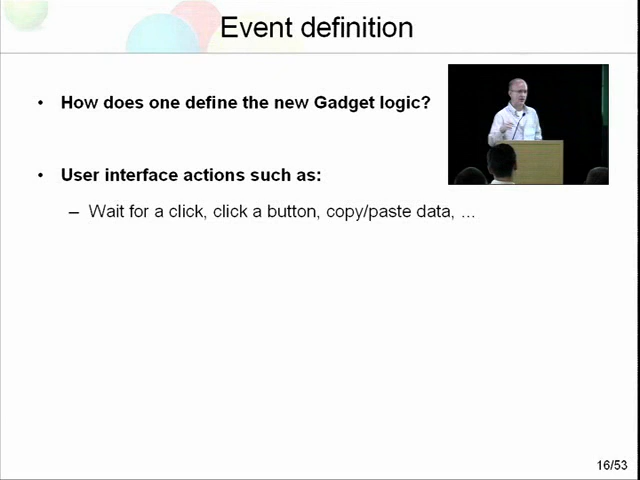 Event definition
• How does one define the new Gadget logic?
• User interface actions such as:
– Wait for a click, click a button, copy/paste data, ...
16/53